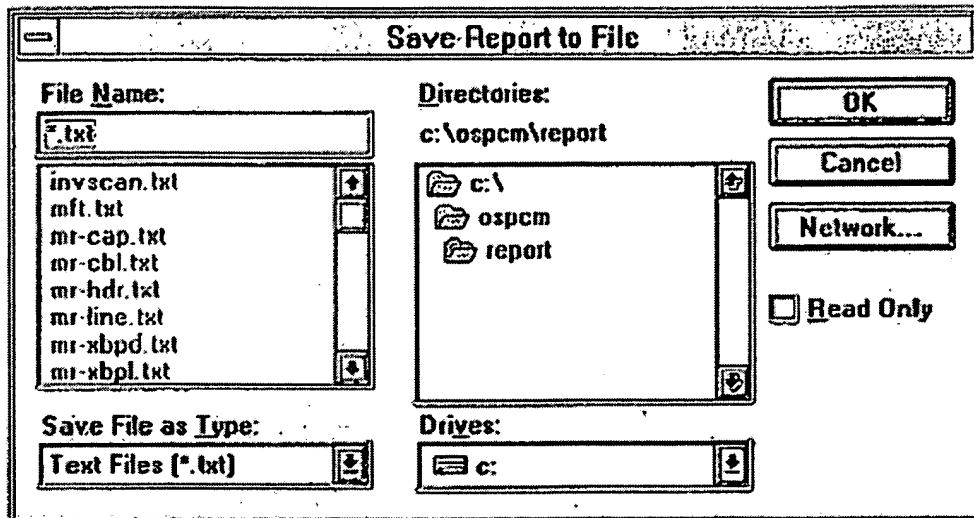 Save Report to File
File Name:
*.txt
invscan.txt
mft.txt
mr-cap.txt
mr-cbl.txt
mr-hdr.txt
mr-line.txt
mr-xbpd.txt
mr-xbpl.txt
Save File as Type:
Text Files (*.txt)
Directories:
c:\ospcm\report
c:\
ospcm
report
Drives:
c:
OK
Cancel
Network...
Read Only